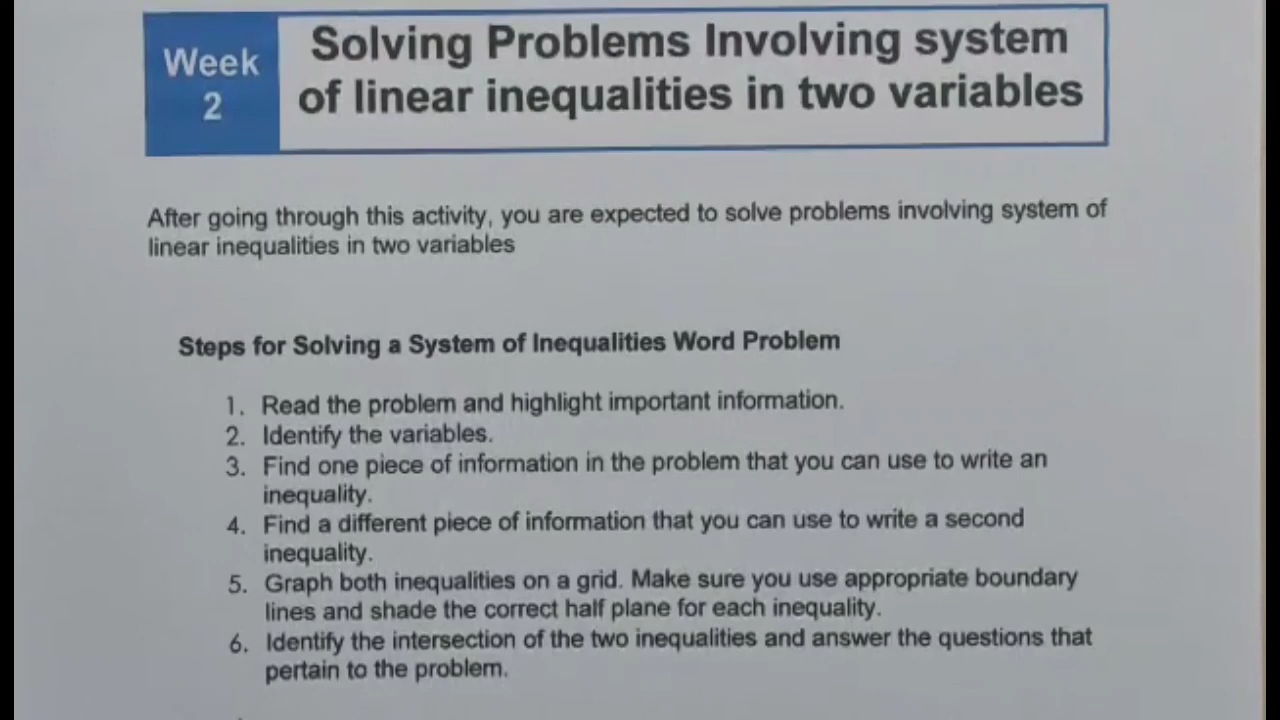 Week
2
Solving Problems Involving system
of linear inequalities in two variables
After going through this activity, you are expected to solve problems involving system of
linear inequalities in two variables
Steps for Solving a System of Inequalities Word Problem
1. Read the problem and highlight important information.
2. Identify the variables.
3. Find one piece of information in the problem that you can use to write an
inequality.
4. Find a different piece of information that you can use to write a second
inequality.
5. Graph both inequalities on a grid. Make sure you use appropriate boundary
lines and shade the correct half plane for each inequality.
6. Identify the intersection of the two inequalities and answer the questions that
pertain to the problem.